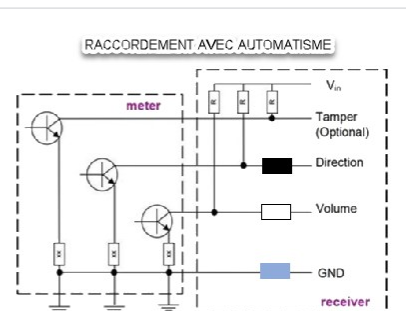 RACCORDEMENT AVEC AUTOMATISME
meter
Vin
R R R
Tamper
(Optional)
Direction
Volume
GND
receiver